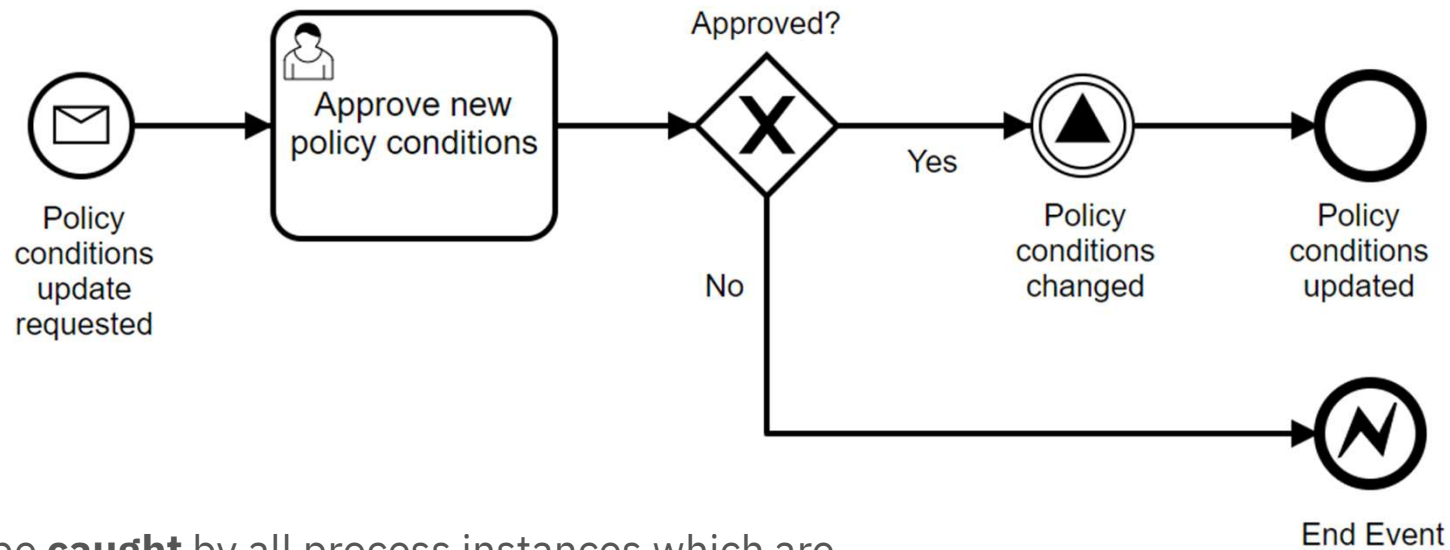 Approved?
Approve new
policy conditions
Yes
Policy
conditions
update
requested
Policy
conditions
changed
Policy
conditions
updated
No
End Event
be caught by all process instances which are